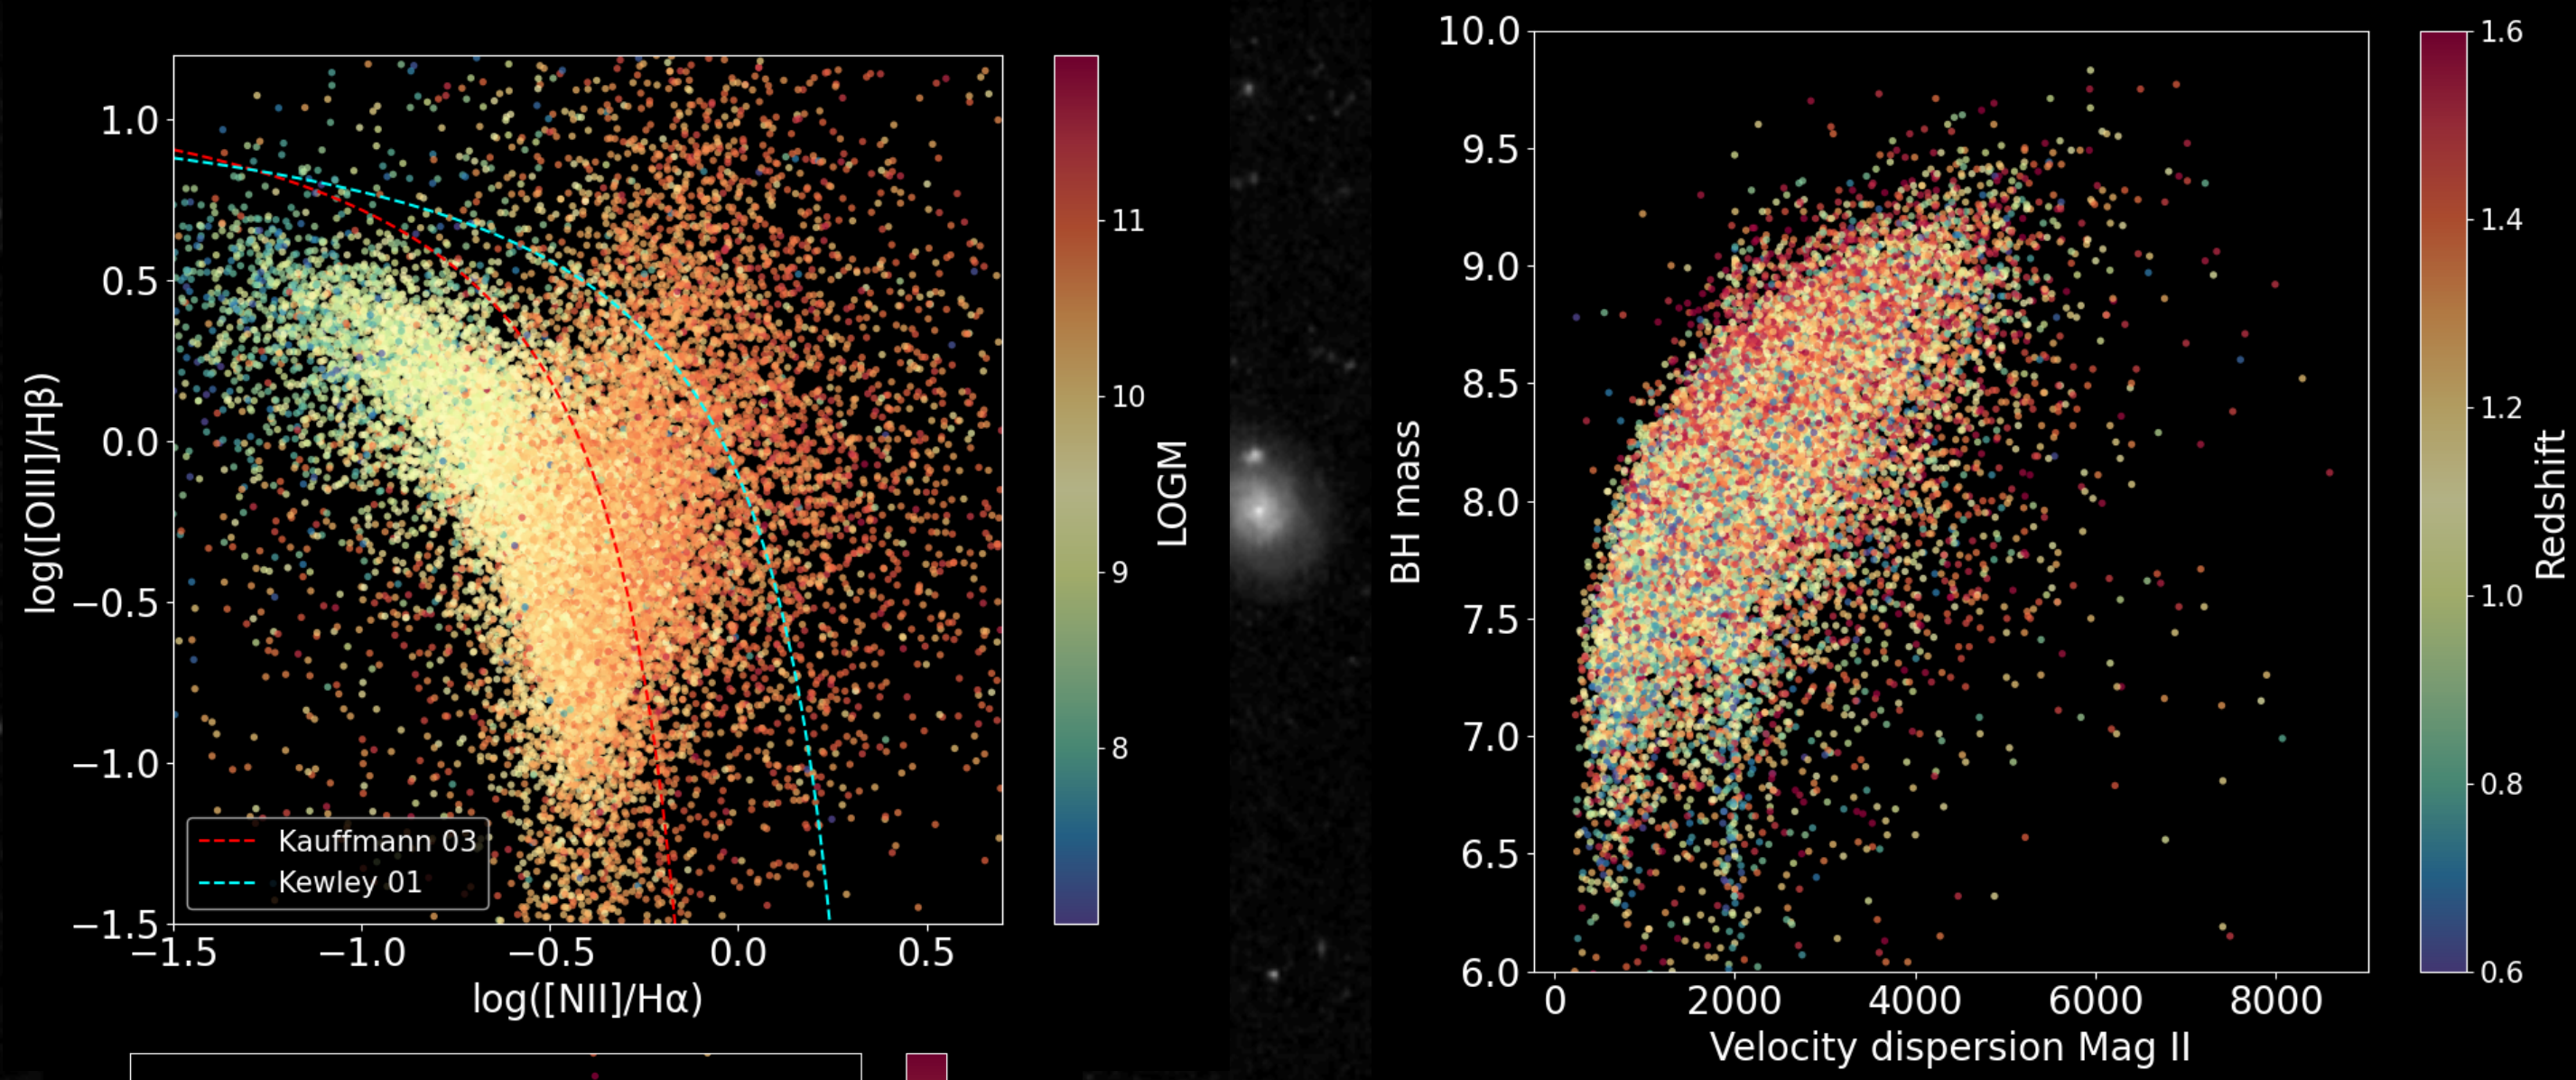 1.0
0.5
0.0
−0.5
−1.0
−1.5
log([OIII]/Hβ)
Kauffmann 03
Kewley 01
−1.5 −1.0 −0.5 0.0 0.5
log([NII]/Hα)
11
10
9
8
LOGM
10.0
9.5
9.0
8.5
8.0
7.5
7.0
6.5
6.0
BH mass
0 2000 4000 6000 8000
Velocity dispersion Mag II
1.6
1.4
1.2
1.0
0.8
0.6
Redshift